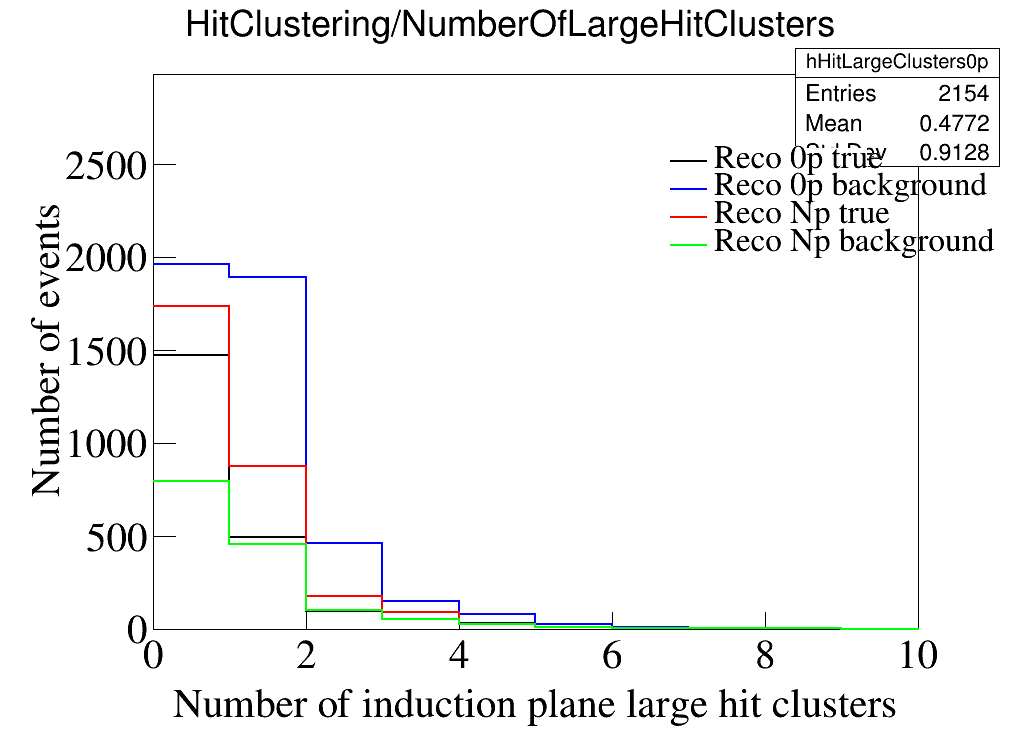 HitClustering/NumberOfLargeHitClusters
hHitLargeClusters0p
Entries 2154
Mean 0.4772
0.9128
Reco 0p true
Reco 0p background
Reco Np true
Reco Np background
Number of events
2500
2000
1500
1000
500
0
0 2 4 6 8 10
Number of induction plane large hit clusters